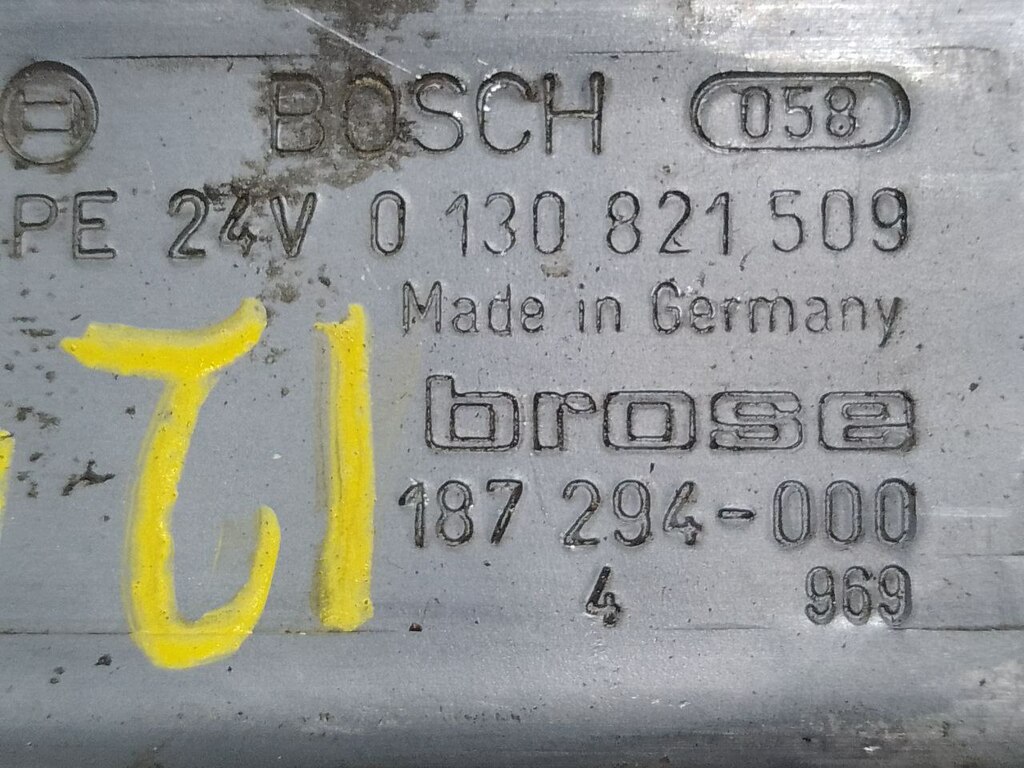 BOSCH 058
PE 24V 0 130 821 509
Made in Germany
brose
187 294-000
4 969